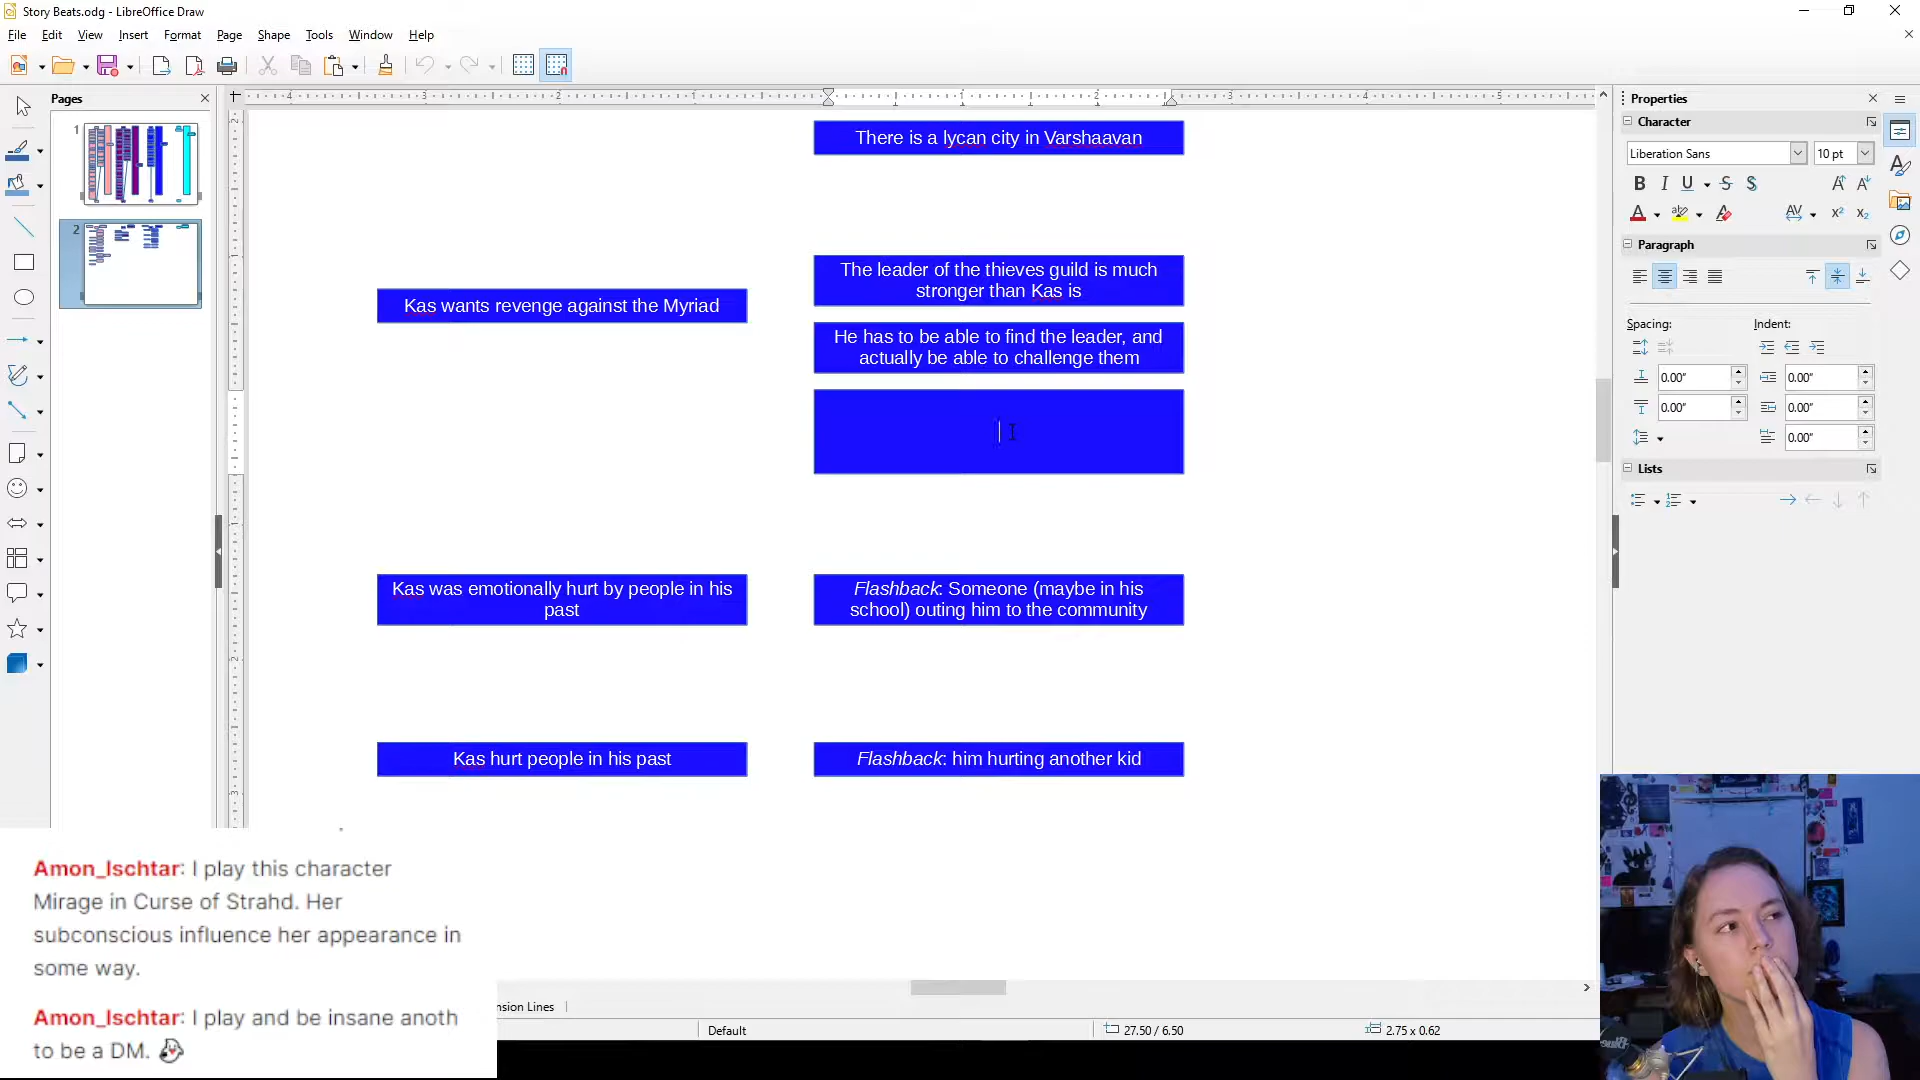 Story Beats.odg - LibreOffice Draw
File Edit View Insert Format Page Shape Tools Window Help
Pages
1
2
There is a lycan city in Varshaavan
The leader of the thieves guild is much
stronger than Kas is
Kas wants revenge against the Myriad
He has to be able to find the leader, and
actually be able to challenge them
Kas was emotionally hurt by people in his
past
Flashback: Someone (maybe in his
school) outing him to the community
Kas hurt people in his past
Flashback: him hurting another kid
Properties
Character
Liberation Sans
10 pt
Paragraph
Spacing:
Indent:
0.00"
0.00"
0.00"
0.00"
0.00"
Lists
Amon_Ischtar: I play this character
Mirage in Curse of Strahd. Her
subconscious influence her appearance in
some way.
Amon_Ischtar: I play and be insane anoth
to be a DM.
nsion Lines
Default
27.50 / 6.50
2.75 x 0.62